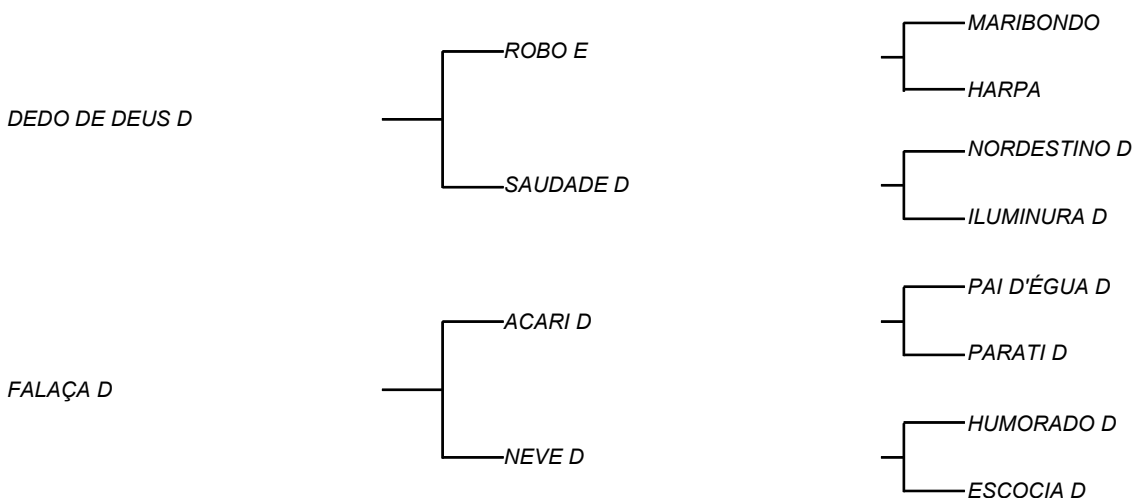 MARIBONDO
ROBO E
HARPA
DEDO DE DEUS D
NORDESTINO D
SAUDADE D
ILUMINURA D
PAI D'ÉGUA D
ACARI D
PARATI D
FALAÇA D
HUMORADO D
NEVE D
ESCOCIA D